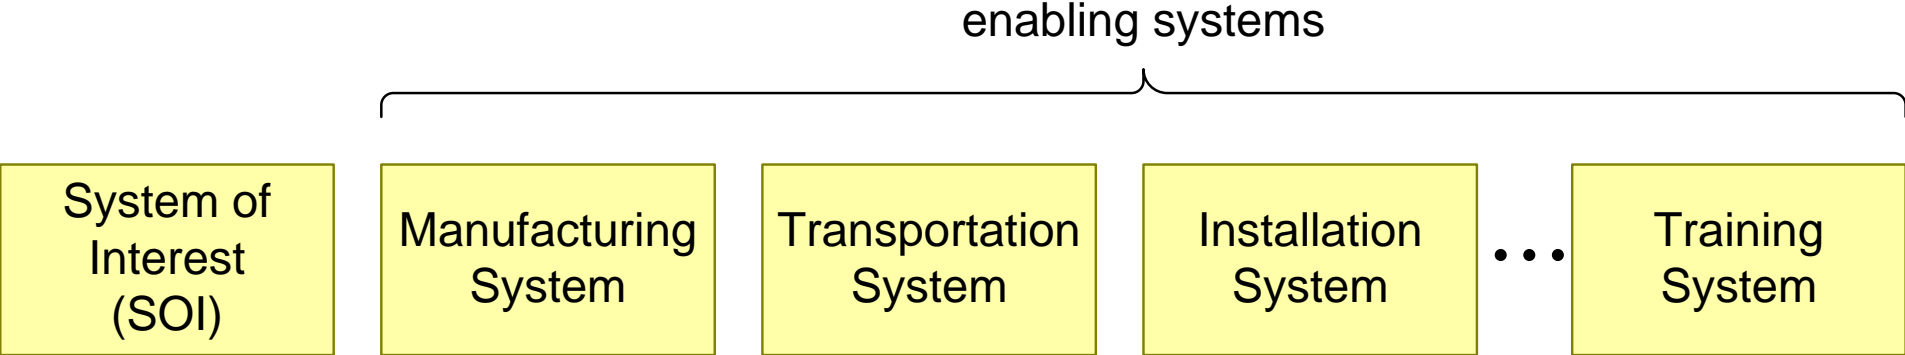 enabling systems
System of
Interest
(SOI)
Manufacturing
System
Transportation
System
Installation
System
...
Training
System